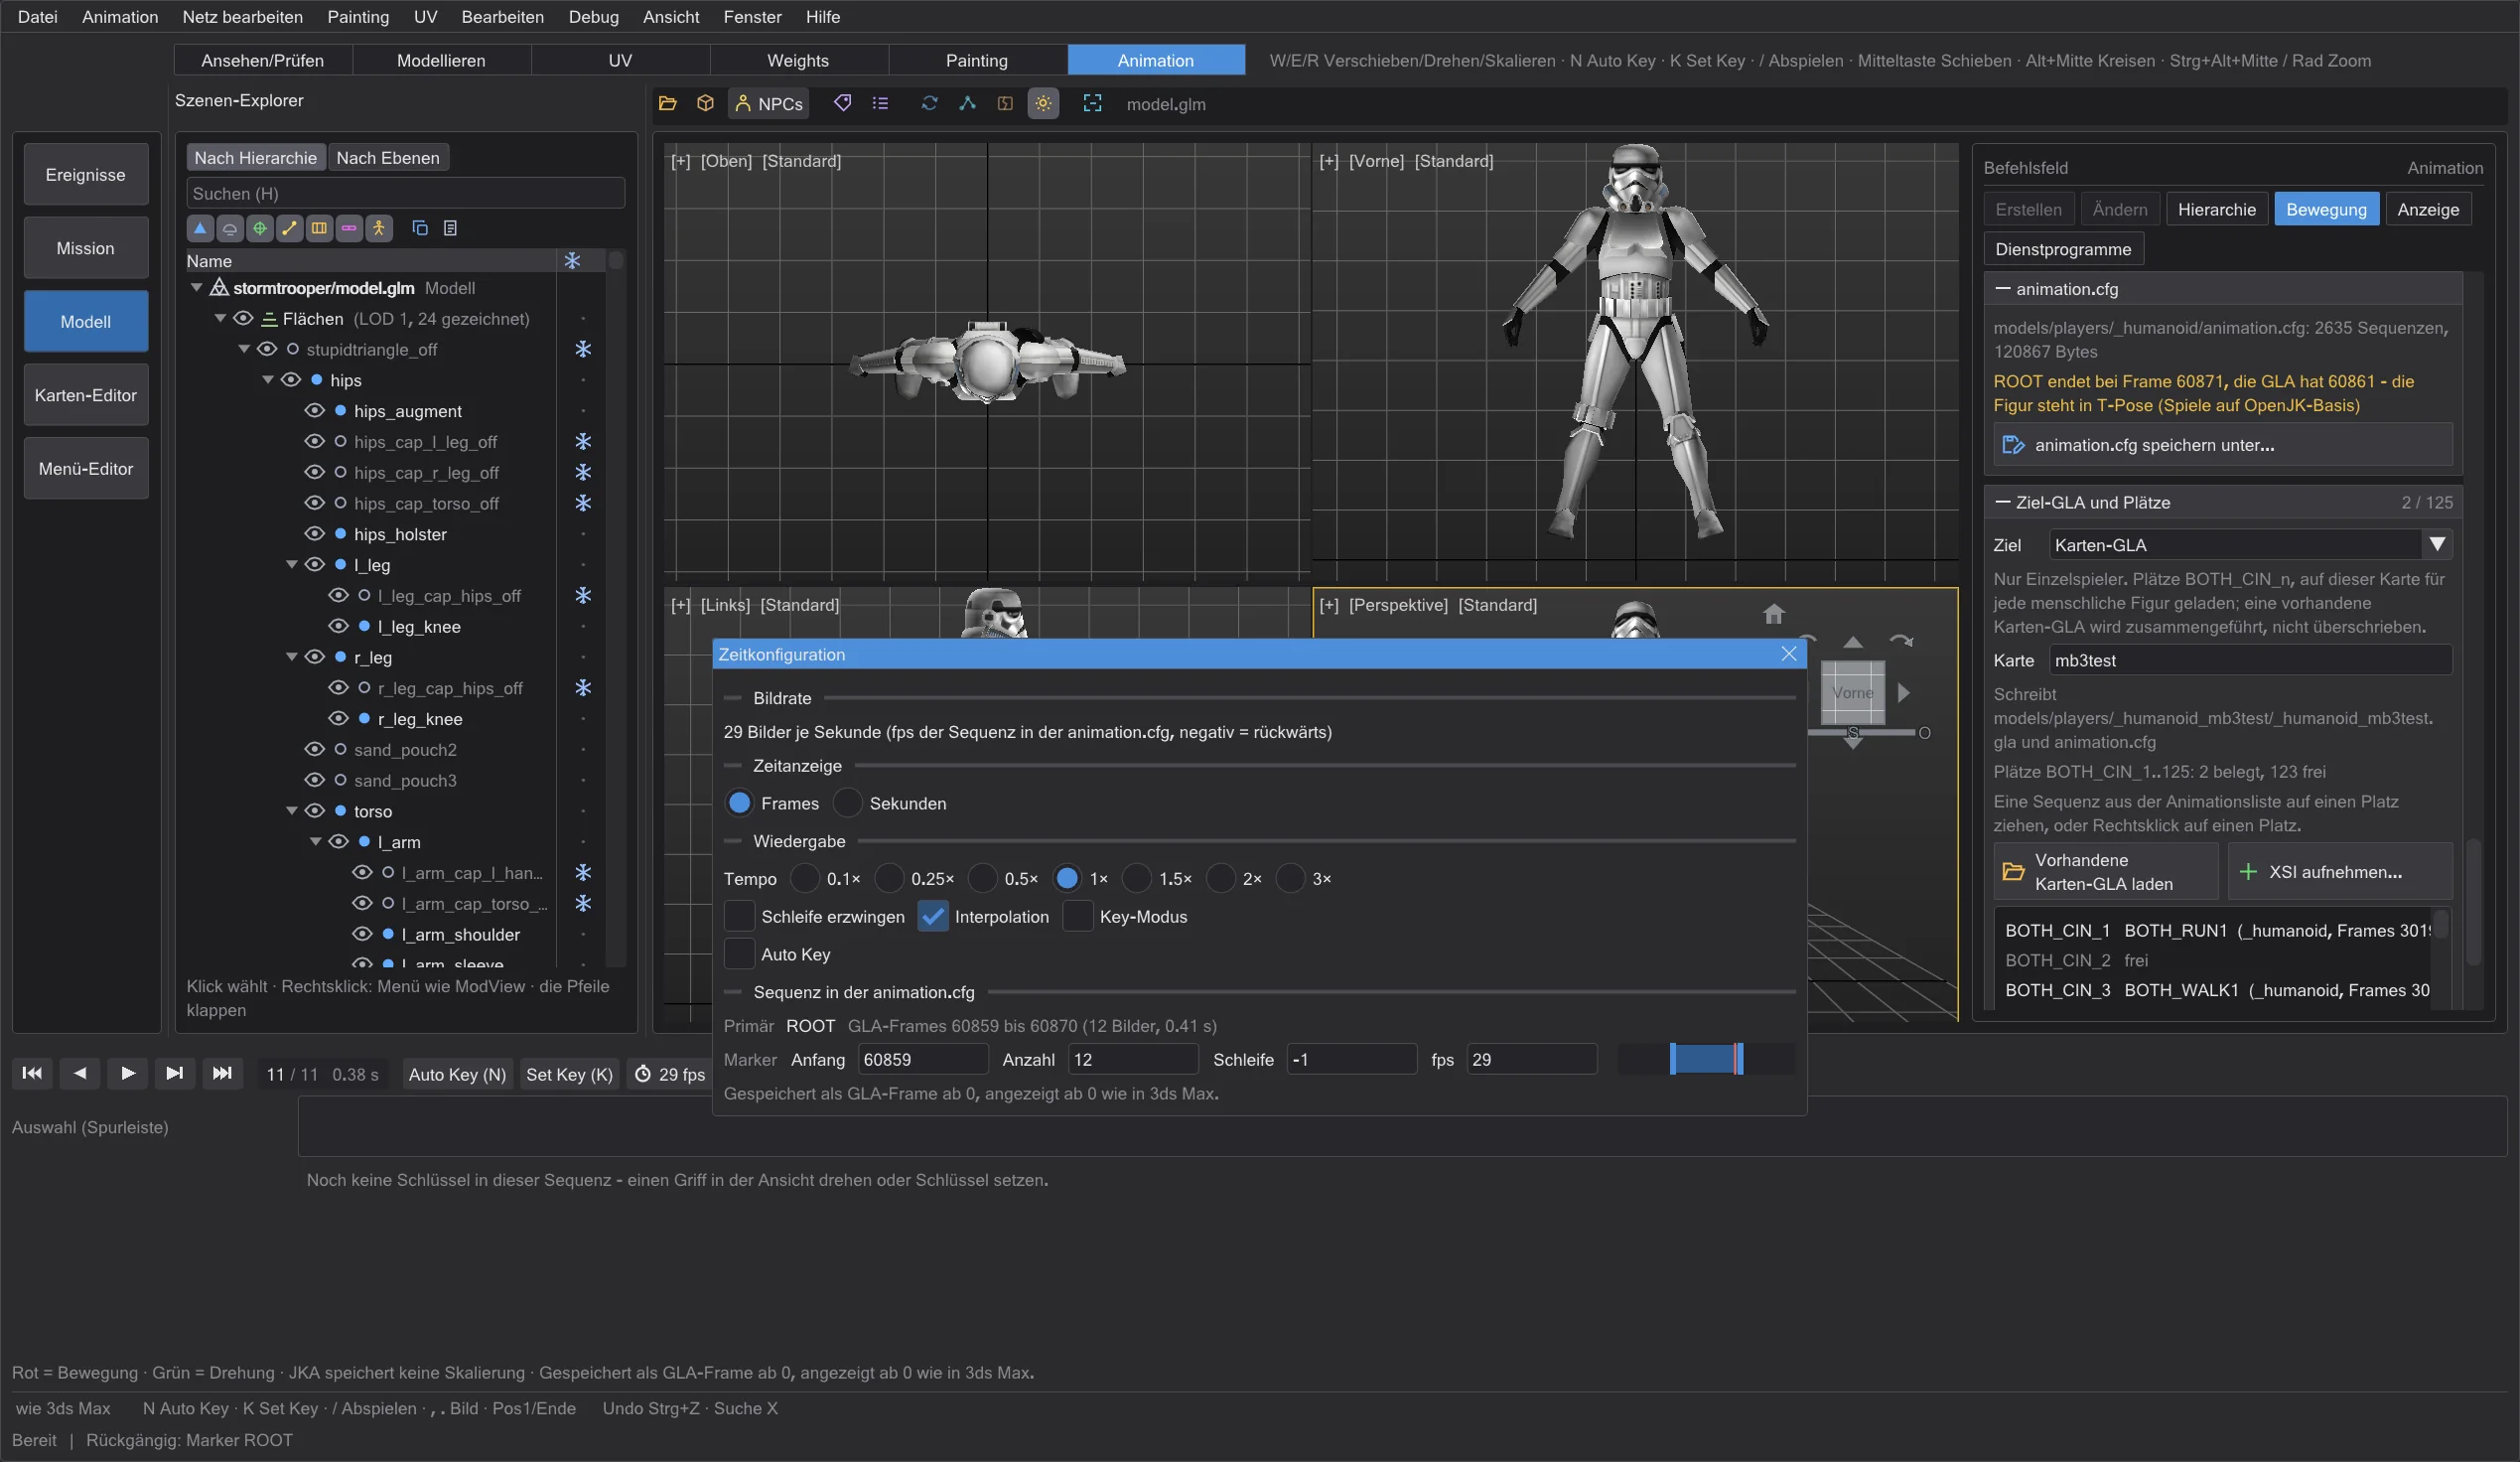 Datei Animation Netz bearbeiten Painting UV Bearbeiten Debug Ansicht Fenster Hilfe
Ansehen/Prüfen Modellieren UV Weights Painting Animation W/E/R Verschieben/Drehen/Skalieren · N Auto Key · K Set Key · / Abspielen · Mitteltaste Schieben · Alt+Mitte Kreisen · Strg+Alt+Mitte / Rad Zoom
Szenen-Explorer
NPCs model.glm
Ereignisse
Mission
Modell
Karten-Editor
Menü-Editor
Nach Hierarchie Nach Ebenen
Suchen (H)
Name
stormtrooper/model.glm Modell
Flächen (LOD 1, 24 gezeichnet)
stupidtriangle_off
hips
hips_augment
hips_cap_l_leg_off
hips_cap_r_leg_off
hips_cap_torso_off
hips_holster
l_leg
l_leg_cap_hips_off
l_leg_knee
r_leg
r_leg_cap_hips_off
r_leg_knee
sand_pouch2
sand_pouch3
torso
l_arm
l_arm_cap_l_han...
l_arm_cap_torso_...
l_arm_shoulder
l_arm_sleeve
Klick wählt · Rechtsklick: Menü wie ModView · die Pfeile
klappen
[+] [Oben] [Standard]
[+] [Vorne] [Standard]
[+] [Links] [Standard]
[+] [Perspektive] [Standard]
Vorne
S O
Zeitkonfiguration
Bildrate
29 Bilder je Sekunde (fps der Sequenz in der animation.cfg, negativ = rückwärts)
Zeitanzeige
Frames Sekunden
Wiedergabe
Tempo 0.1× 0.25× 0.5× 1× 1.5× 2× 3×
Schleife erzwingen Interpolation Key-Modus
Auto Key
Sequenz in der animation.cfg
Primär ROOT GLA-Frames 60859 bis 60870 (12 Bilder, 0.41 s)
Marker Anfang 60859 Anzahl 12 Schleife -1 fps 29
Gespeichert als GLA-Frame ab 0, angezeigt ab 0 wie in 3ds Max.
Befehlsfeld Animation
Erstellen Ändern Hierarchie Bewegung Anzeige
Dienstprogramme
animation.cfg
models/players/_humanoid/animation.cfg: 2635 Sequenzen,
120867 Bytes
ROOT endet bei Frame 60871, die GLA hat 60861 - die
Figur steht in T-Pose (Spiele auf OpenJK-Basis)
animation.cfg speichern unter...
Ziel-GLA und Plätze 2 / 125
Ziel Karten-GLA
Nur Einzelspieler. Plätze BOTH_CIN_n, auf dieser Karte für
jede menschliche Figur geladen; eine vorhandene
Karten-GLA wird zusammengeführt, nicht überschrieben.
Karte mb3test
Schreibt
models/players/_humanoid_mb3test/_humanoid_mb3test.
gla und animation.cfg
Plätze BOTH_CIN_1..125: 2 belegt, 123 frei
Eine Sequenz aus der Animationsliste auf einen Platz
ziehen, oder Rechtsklick auf einen Platz.
Vorhandene
Karten-GLA laden
XSI aufnehmen...
BOTH_CIN_1 BOTH_RUN1 (_humanoid, Frames 3019
BOTH_CIN_2 frei
BOTH_CIN_3 BOTH_WALK1 (_humanoid, Frames 30
11 / 11 0.38 s Auto Key (N) Set Key (K) 29 fps
Auswahl (Spurleiste)
Noch keine Schlüssel in dieser Sequenz - einen Griff in der Ansicht drehen oder Schlüssel setzen.
Rot = Bewegung · Grün = Drehung · JKA speichert keine Skalierung · Gespeichert als GLA-Frame ab 0, angezeigt ab 0 wie in 3ds Max.
wie 3ds Max N Auto Key · K Set Key · / Abspielen · , . Bild · Pos1/Ende Undo Strg+Z · Suche X
Bereit | Rückgängig: Marker ROOT